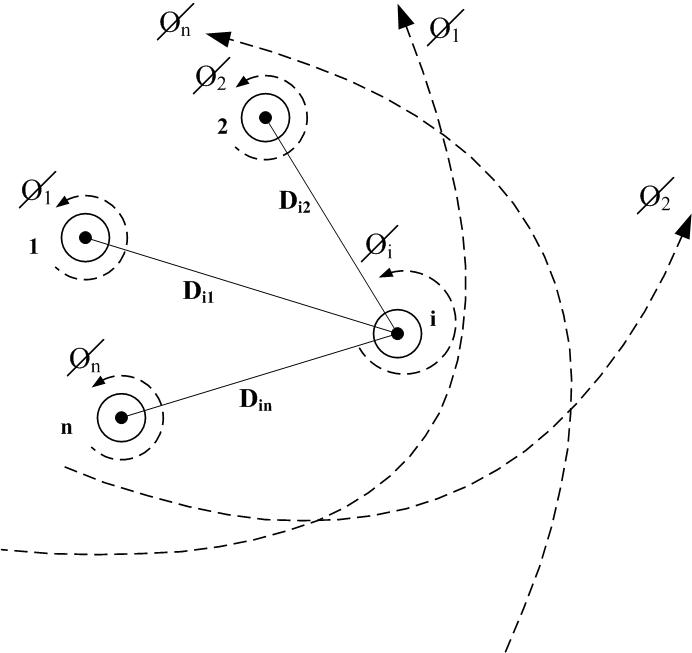 Øₙ
Ø₁
Ø₂
2
Ø₂
Dᵢ₂
Ø₁
1
Øᵢ
Dᵢ₁
i
Øₙ
Dᵢₙ
n